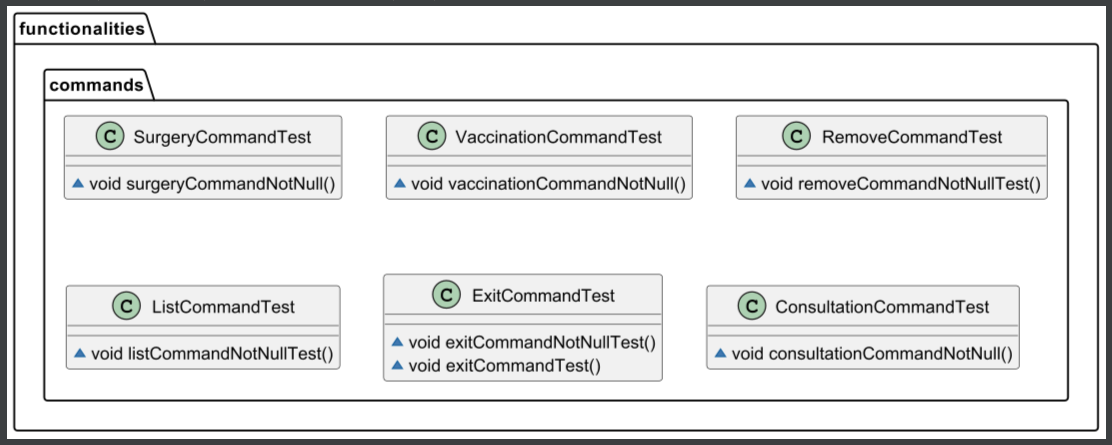 functionalities
commands
C SurgeryCommandTest
void surgeryCommandNotNull()
C VaccinationCommandTest
void vaccinationCommandNotNull()
C RemoveCommandTest
void removeCommandNotNullTest()
C ListCommandTest
void listCommandNotNullTest()
C ExitCommandTest
void exitCommandNotNullTest()
void exitCommandTest()
C ConsultationCommandTest
void consultationCommandNotNull()